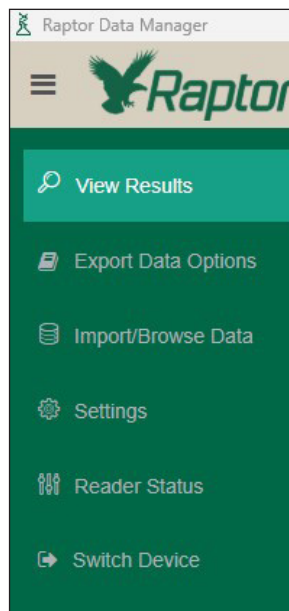 Raptor Data Manager
Raptor
View Results
Export Data Options
Import/Browse Data
Settings
Reader Status
Switch Device